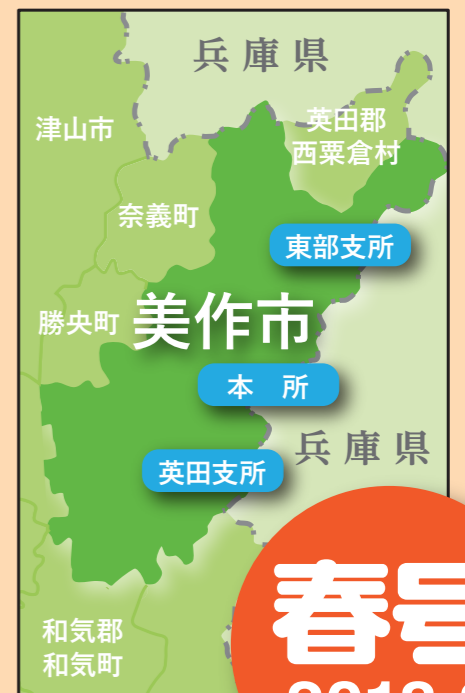 兵庫県
津山市
英田郡
西粟倉村
奈義町
東部支所
勝央町
美作市
本所
英田支所
兵庫県
春号
和気郡
和気町